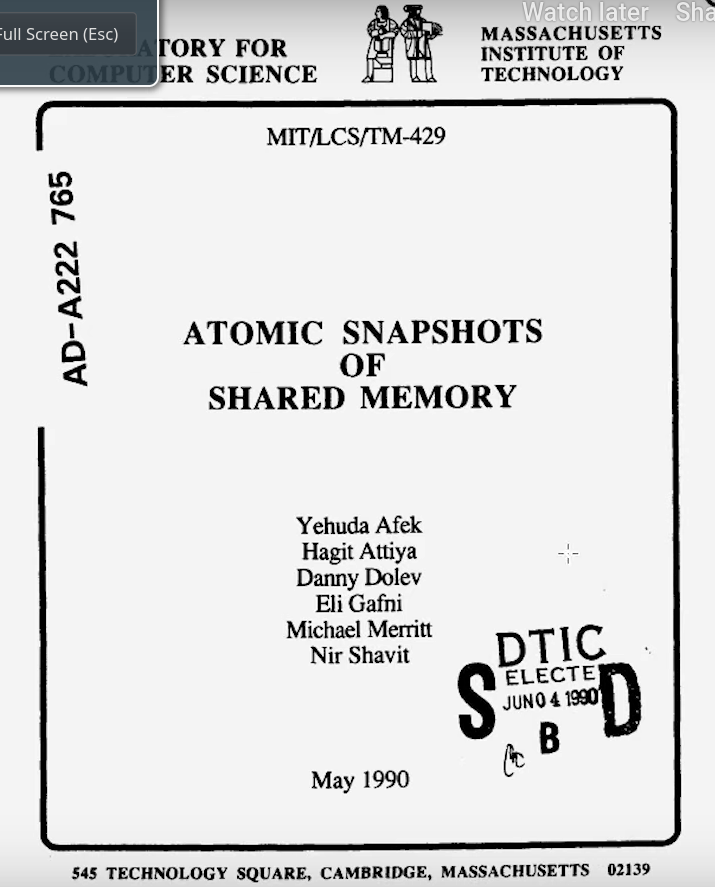 Watch later Sha
Full Screen (Esc)
ATORY FOR
COMPUTER SCIENCE
MASSACHUSETTS
INSTITUTE OF
TECHNOLOGY
MIT/LCS/TM-429
AD-A222 765
ATOMIC SNAPSHOTS
OF
SHARED MEMORY
Yehuda Afek
Hagit Attiya
Danny Dolev
Eli Gafni
Michael Merritt
Nir Shavit
DTIC
S ELECTE D
JUN 04 1990
B
May 1990
545 TECHNOLOGY SQUARE, CAMBRIDGE, MASSACHUSETTS 02139